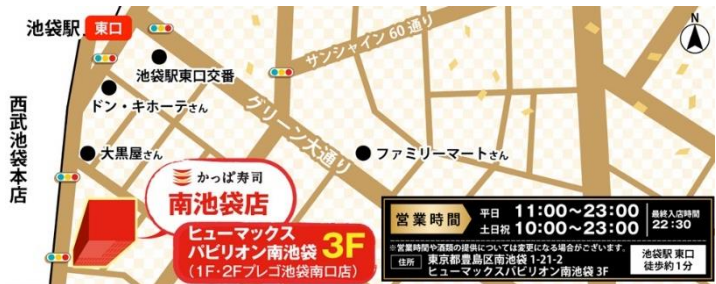 池袋駅 東口
N
サンシャイン60通り
池袋駅東口交番
ドン・キホーテさん
グリーン大通り
西武池袋本店
大黒屋さん
ファミリーマートさん
かっぱ寿司
南池袋店
ヒューマックス
パビリオン南池袋 3F
(1F・2Fプレゴ池袋南口店)
営業時間
平日 11:00~23:00
土日祝 10:00~23:00
最終入店時間
22:30
※営業時間や酒類の提供については変更になる場合がございます。
住所 東京都豊島区南池袋1-21-2
ヒューマックスパビリオン南池袋 3F
池袋駅 東口
徒歩約1分